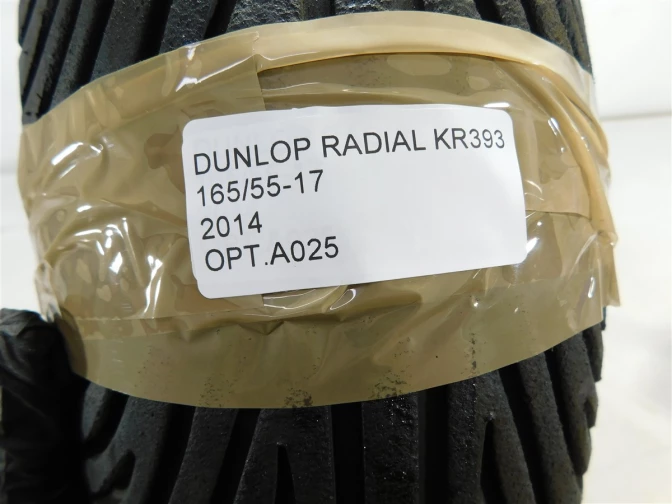 DUNLOP RADIAL KR393
165/55-17
2014
OPT.A025